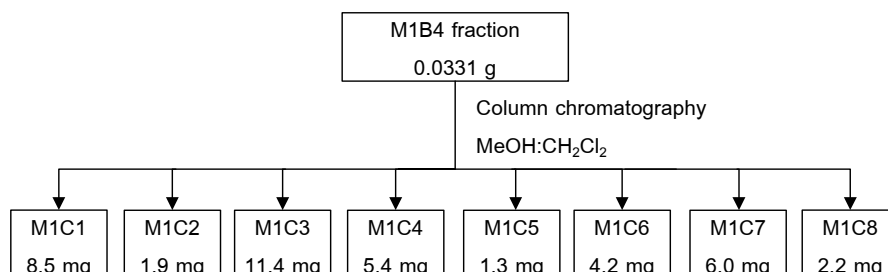 M1B4 fraction
0.0331 g
Column chromatography
MeOH:CH₂Cl₂
M1C1 M1C2 M1C3 M1C4 M1C5 M1C6 M1C7 M1C8
8.5 mg 1.9 mg 11.4 mg 5.4 mg 1.3 mg 4.2 mg 6.0 mg 2.2 mg